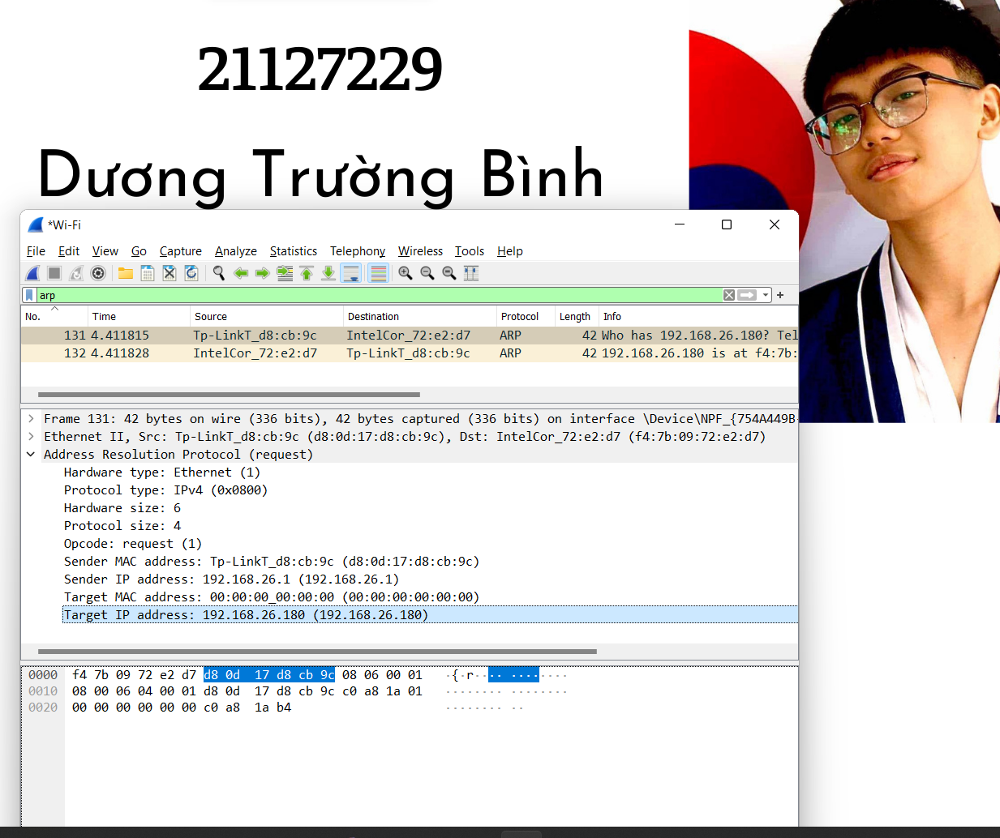 21127229
Dương Trường Bình
*Wi-Fi
File Edit View Go Capture Analyze Statistics Telephony Wireless Tools Help
arp
No. Time Source Destination Protocol Length Info
131 4.411815 Tp-LinkT_d8:cb:9c IntelCor_72:e2:d7 ARP 42 Who has 192.168.26.180? Tel
132 4.411828 IntelCor_72:e2:d7 Tp-LinkT_d8:cb:9c ARP 42 192.168.26.180 is at f4:7b:
Frame 131: 42 bytes on wire (336 bits), 42 bytes captured (336 bits) on interface \Device\NPF_{754A449B-
Ethernet II, Src: Tp-LinkT_d8:cb:9c (d8:0d:17:d8:cb:9c), Dst: IntelCor_72:e2:d7 (f4:7b:09:72:e2:d7)
Address Resolution Protocol (request)
Hardware type: Ethernet (1)
Protocol type: IPv4 (0x0800)
Hardware size: 6
Protocol size: 4
Opcode: request (1)
Sender MAC address: Tp-LinkT_d8:cb:9c (d8:0d:17:d8:cb:9c)
Sender IP address: 192.168.26.1 (192.168.26.1)
Target MAC address: 00:00:00_00:00:00 (00:00:00:00:00:00)
Target IP address: 192.168.26.180 (192.168.26.180)
0000 f4 7b 09 72 e2 d7 d8 0d 17 d8 cb 9c 08 06 00 01 ·{·r···· ········
0010 08 00 06 04 00 01 d8 0d 17 d8 cb 9c c0 a8 1a 01 ········ ········
0020 00 00 00 00 00 00 c0 a8 1a b4 ········ ··